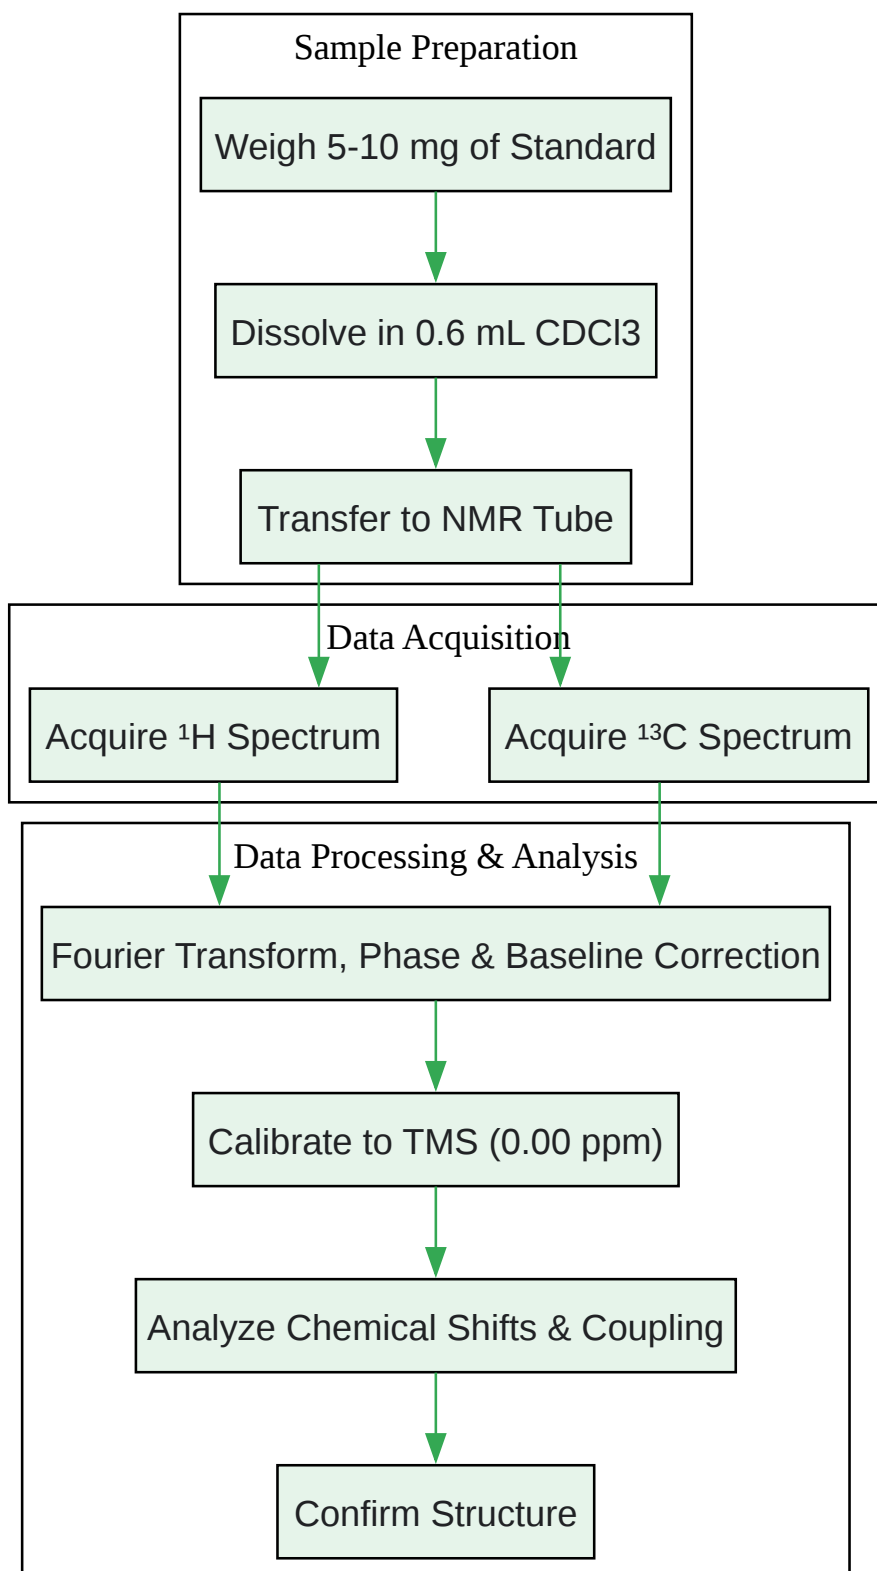 Sample Preparation
Weigh 5-10 mg of Standard
Dissolve in 0.6 mL CDCl3
Transfer to NMR Tube
Data Acquisition
Acquire ¹H Spectrum
Acquire ¹³C Spectrum
Data Processing & Analysis
Fourier Transform, Phase & Baseline Correction
Calibrate to TMS (0.00 ppm)
Analyze Chemical Shifts & Coupling
Confirm Structure